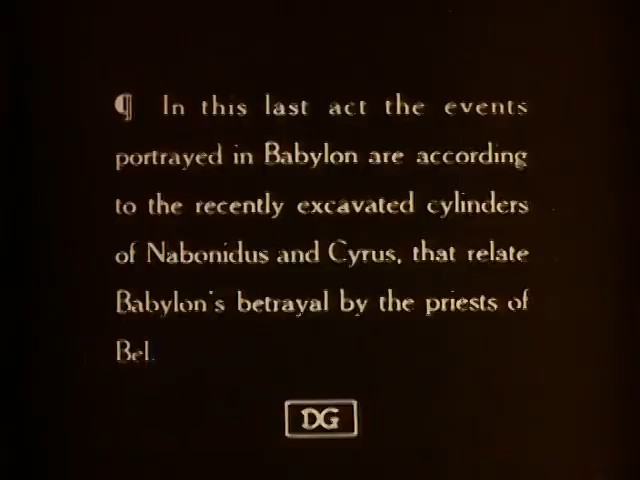 ¶ In this last act the events
portrayed in Babylon are according
to the recently excavated cylinders
of Nabonidus and Cyrus, that relate
Babylon's betrayal by the priests of
Bel.
DG